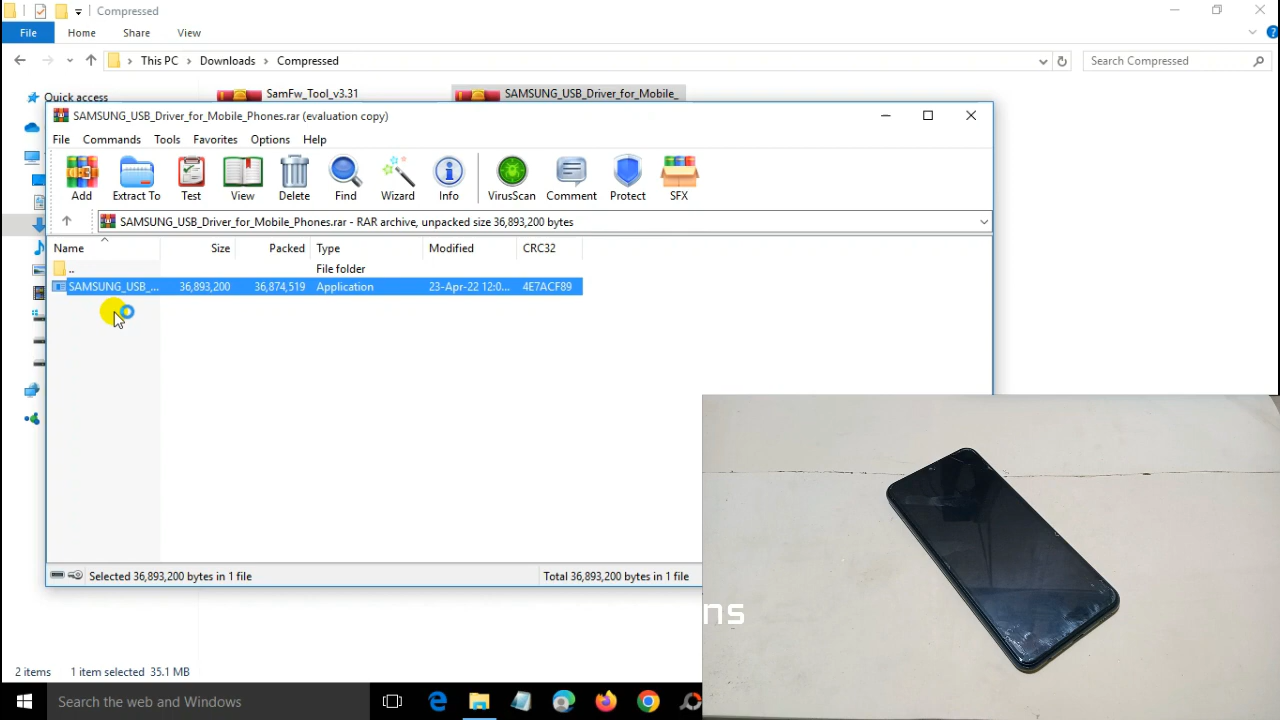 Compressed
File Home Share View
This PC Downloads Compressed
Search Compressed
Quick access
SamFw_Tool_v3.31
SAMSUNG_USB_Driver_for_Mobile_
SAMSUNG_USB_Driver_for_Mobile_Phones.rar (evaluation copy)
File Commands Tools Favorites Options Help
Add Extract To Test View Delete Find Wizard Info VirusScan Comment Protect SFX
SAMSUNG_USB_Driver_for_Mobile_Phones.rar - RAR archive, unpacked size 36,893,200 bytes
Name Size Packed Type Modified CRC32
.. File folder
SAMSUNG_USB_... 36,893,200 36,874,519 Application 23-Apr-22 12:0... 4E7ACF89
Selected 36,893,200 bytes in 1 file
Total 36,893,200 bytes in 1 file
ns
2 items 1 item selected 35.1 MB
Search the web and Windows